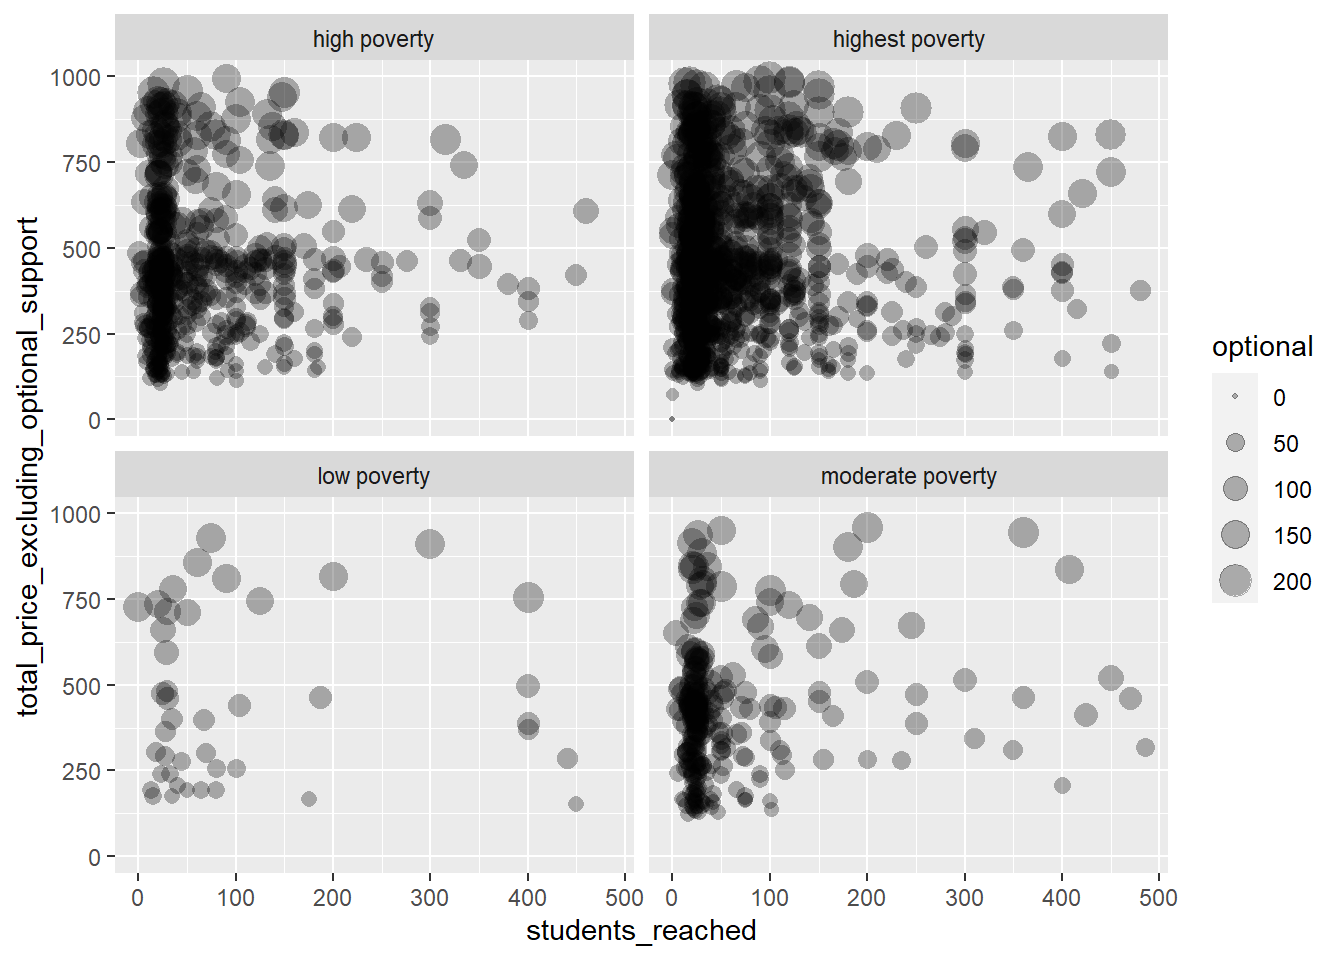 high poverty
highest poverty
1000
750
500
250
0
low poverty
moderate poverty
1000
750
500
250
0
0 100 200 300 400 500
0 100 200 300 400 500
students_reached
total_price_excluding_optional_support
optional
0
50
100
150
200